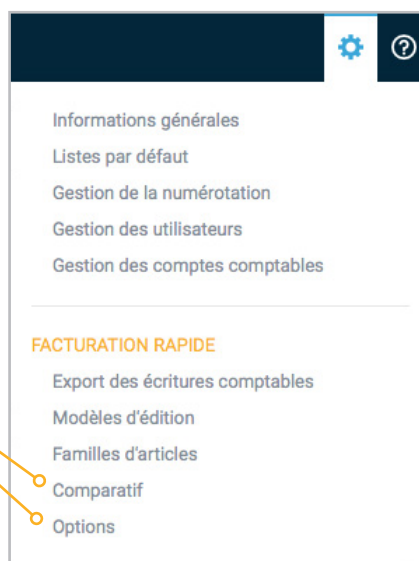 Informations générales
Listes par défaut
Gestion de la numérotation
Gestion des utilisateurs
Gestion des comptes comptables
FACTURATION RAPIDE
Export des écritures comptables
Modèles d'édition
Familles d'articles
Comparatif
Options